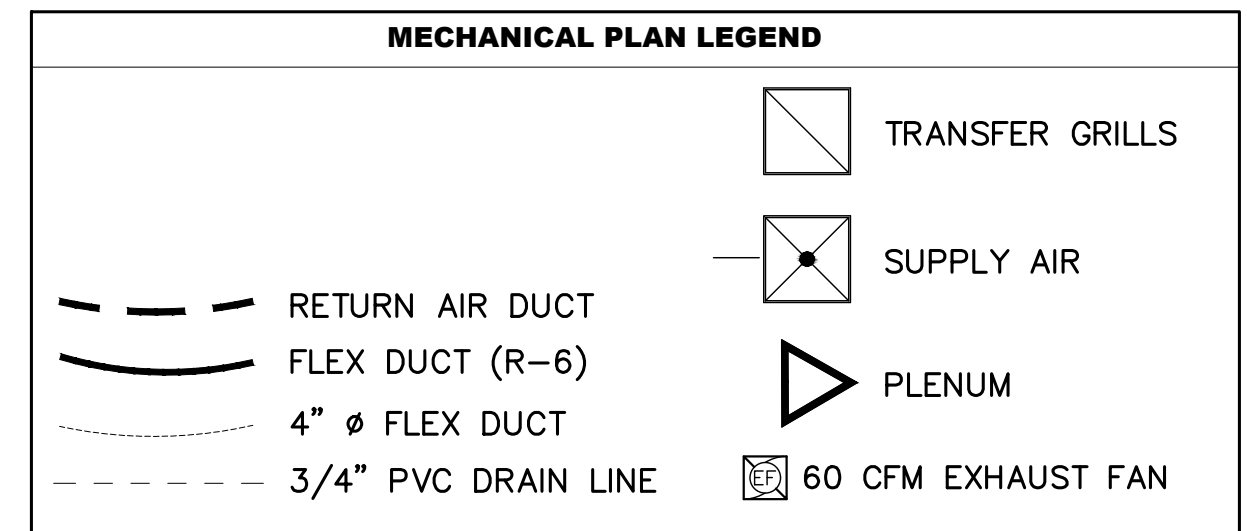 MECHANICAL PLAN LEGEND
TRANSFER GRILLS
SUPPLY AIR
RETURN AIR DUCT
FLEX DUCT (R-6)
PLENUM
4" ø FLEX DUCT
3/4" PVC DRAIN LINE
EF
60 CFM EXHAUST FAN